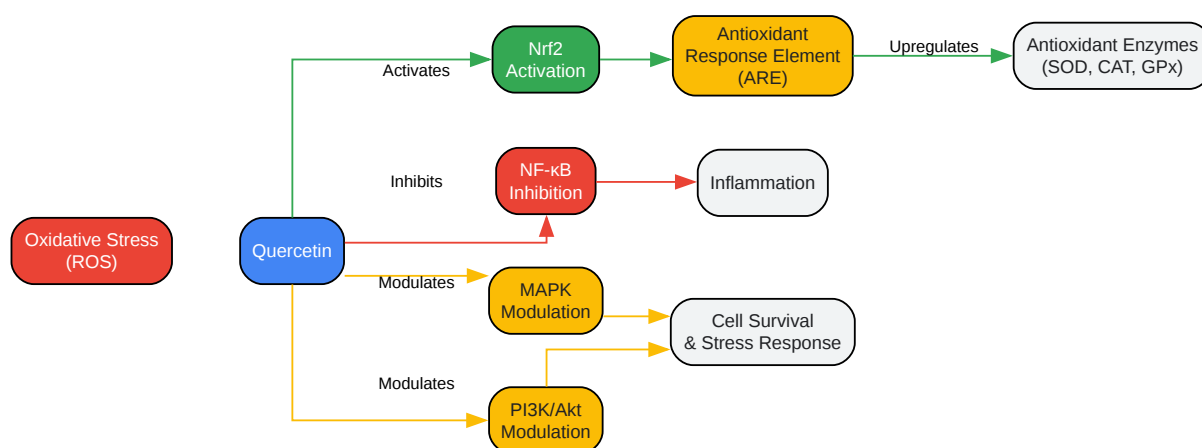 Nrf2
Activation
Activates
Antioxidant
Response Element
(ARE)
Upregulates
Antioxidant Enzymes
(SOD, CAT, GPx)
Inhibits
NF-κB
Inhibition
Inflammation
Oxidative Stress
(ROS)
Quercetin
Modulates
MAPK
Modulation
Cell Survival
& Stress Response
Modulates
PI3K/Akt
Modulation